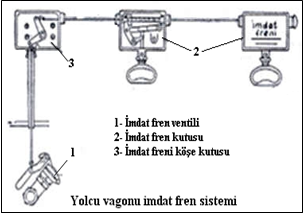 imdat
freni
3
2
1
1- İmdat fren ventili
2- İmdat fren kutusu
3- İmdat freni köşe kutusu
Yolcu vagonu imdat fren sistemi